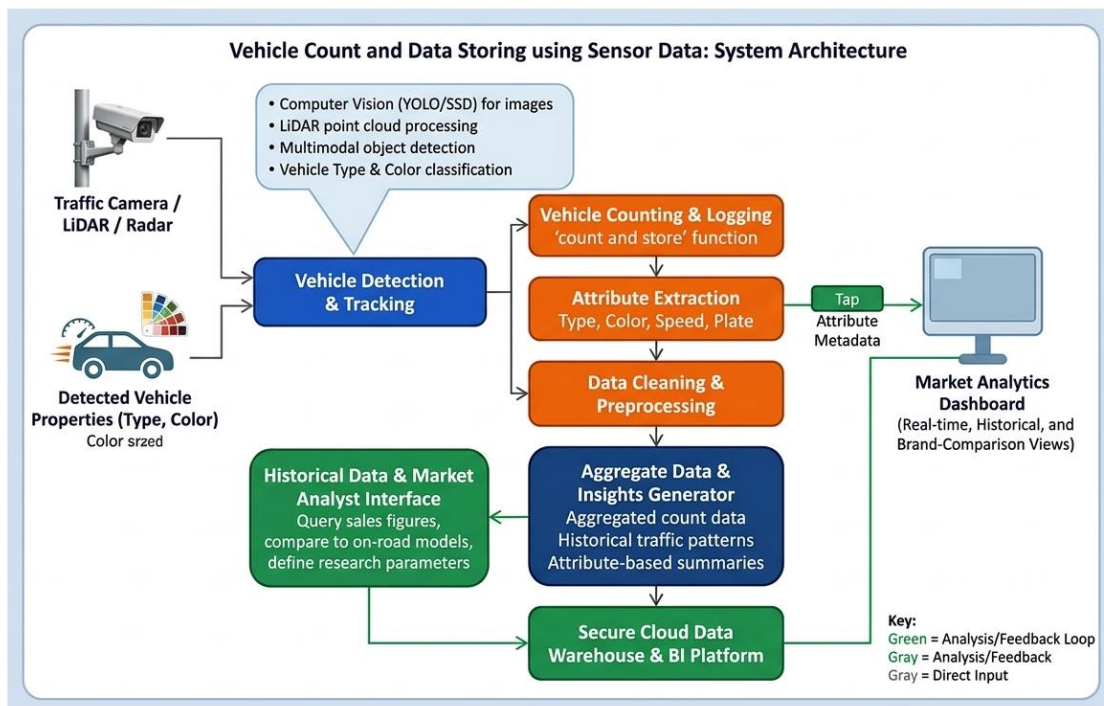 Vehicle Count and Data Storing using Sensor Data: System Architecture
• Computer Vision (YOLO/SSD) for images
• LiDAR point cloud processing
• Multimodal object detection
• Vehicle Type & Color classification
Traffic Camera /
LiDAR / Radar
Vehicle Detection
& Tracking
Detected Vehicle
Properties (Type, Color)
Color srzed
Vehicle Counting & Logging
‘count and store’ function
Attribute Extraction
Type, Color, Speed, Plate
Tap
Attribute
Metadata
Data Cleaning &
Preprocessing
Market Analytics
Dashboard
(Real-time, Historical, and
Brand-Comparison Views)
Historical Data & Market
Analyst Interface
Query sales figures,
compare to on-road models,
define research parameters
Aggregate Data &
Insights Generator
Aggregated count data
Historical traffic patterns
Attribute-based summaries
Secure Cloud Data
Warehouse & BI Platform
Key:
Green = Analysis/Feedback Loop
Gray = Analysis/Feedback
Gray = Direct Input